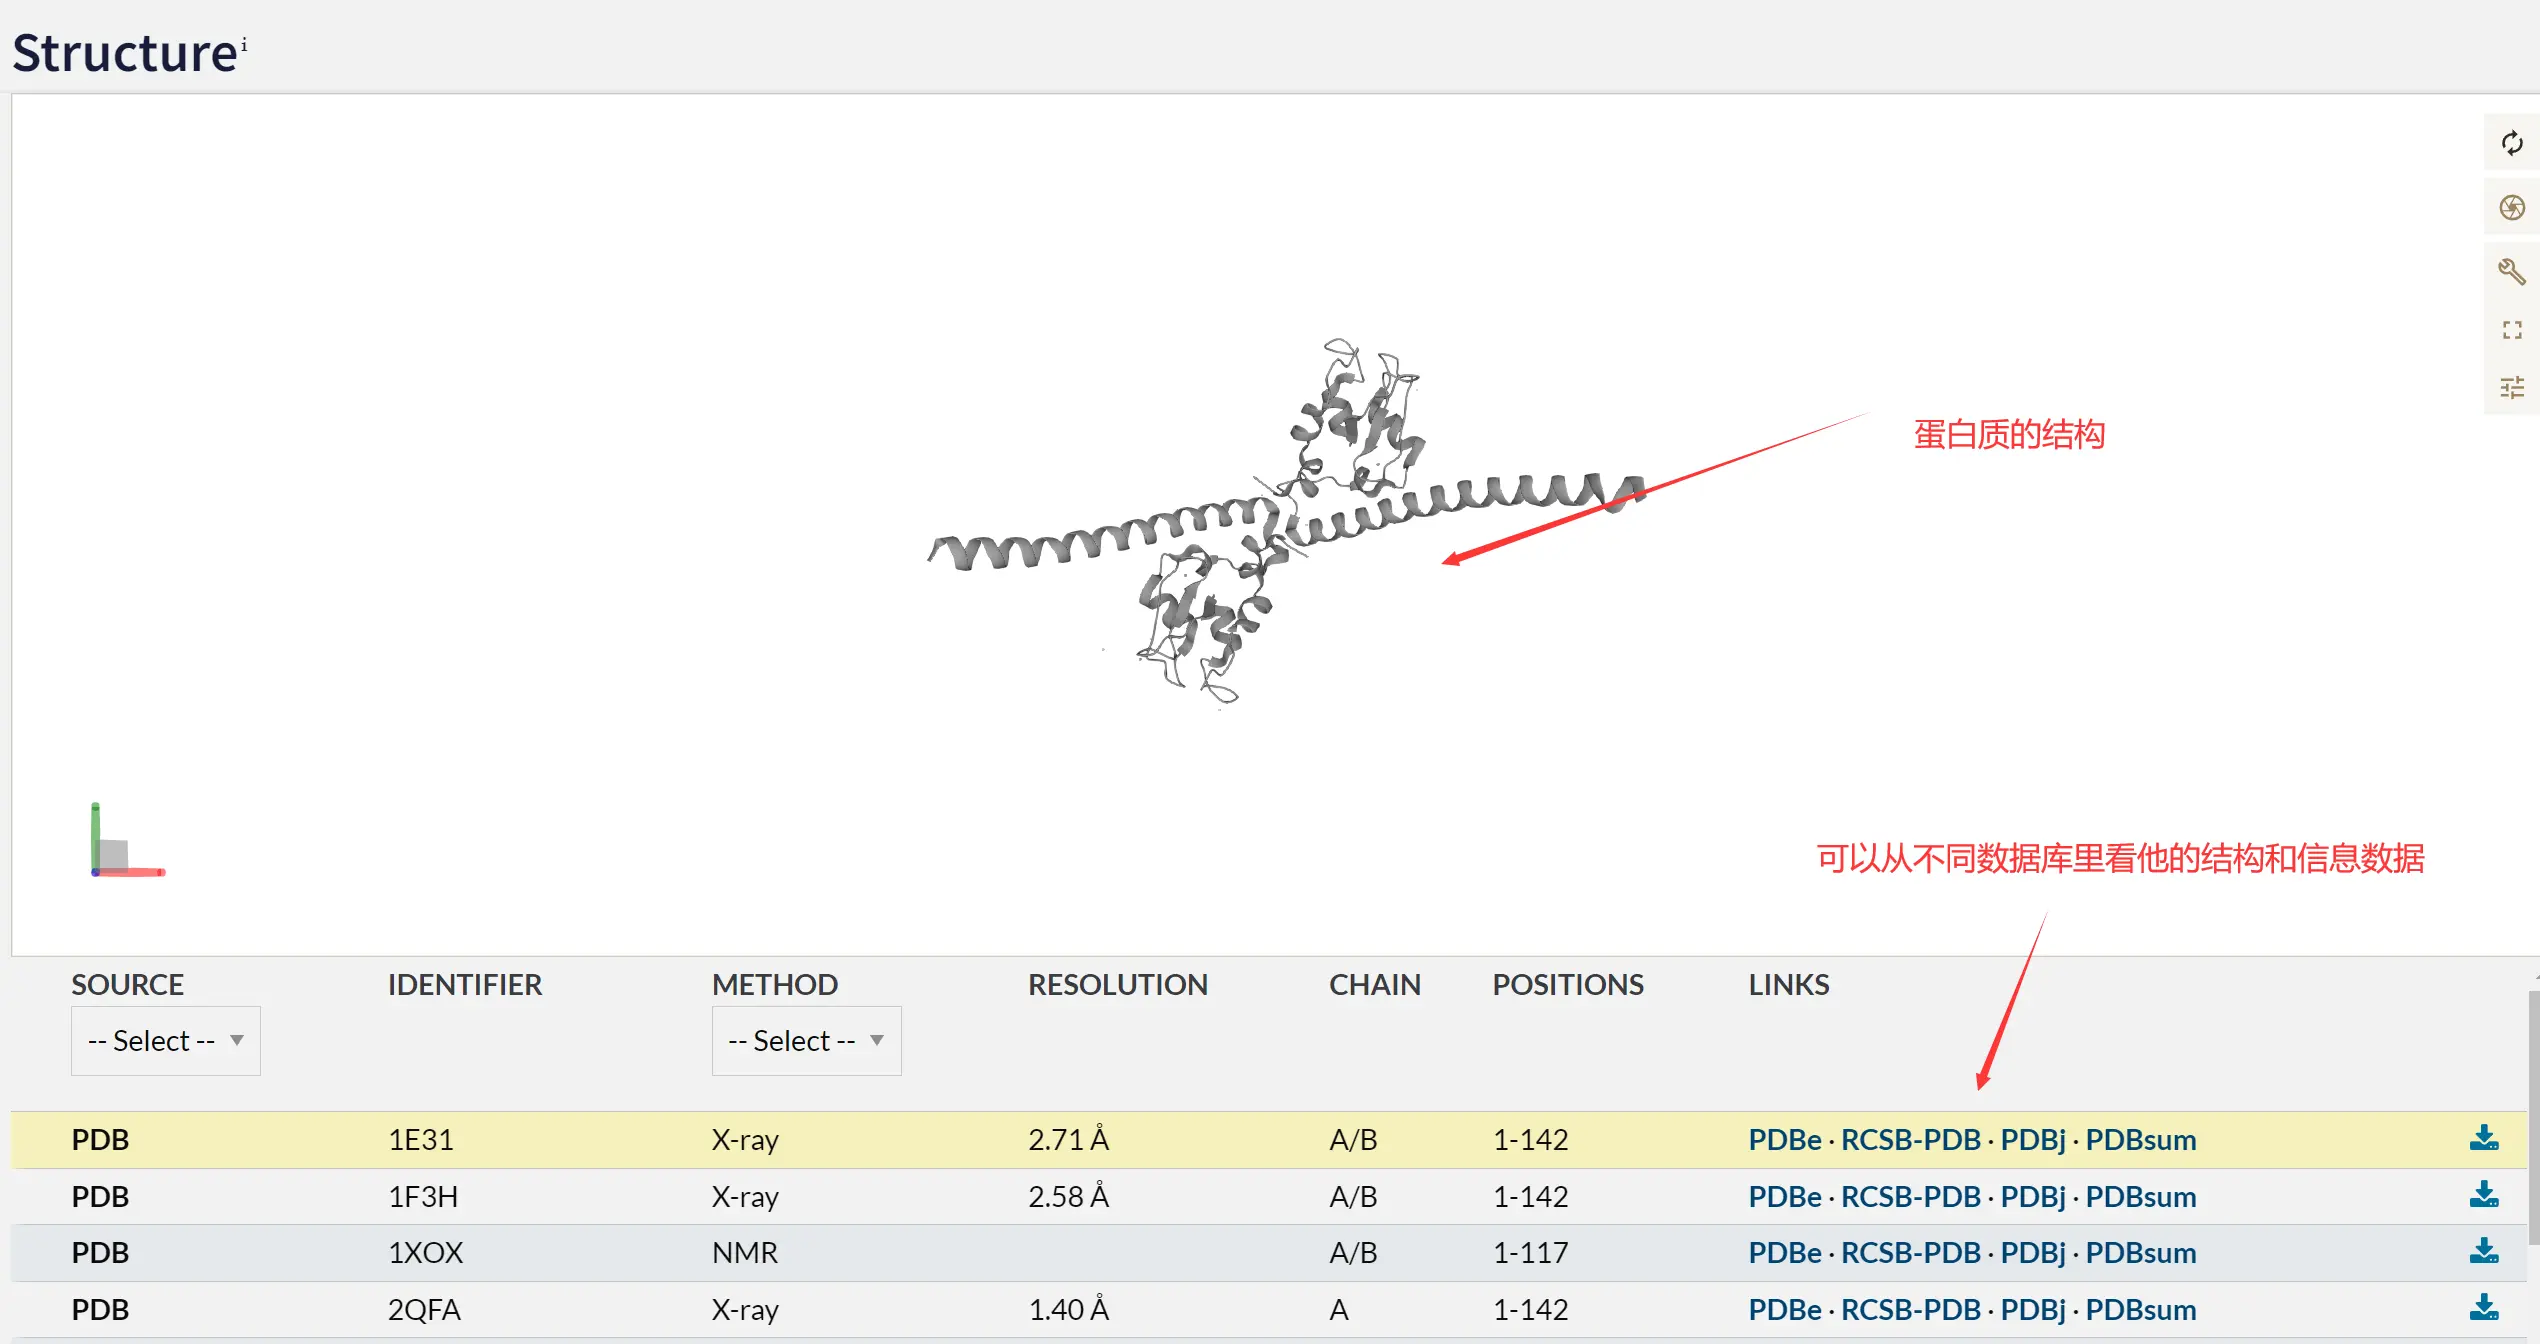 Structure i
蛋白质的结构
可以从不同数据库里看他的结构和信息数据
SOURCE IDENTIFIER METHOD RESOLUTION CHAIN POSITIONS LINKS
-- Select -- -- Select --
PDB 1E31 X-ray 2.71 Å A/B 1-142 PDBe · RCSB-PDB · PDBj · PDBsum
PDB 1F3H X-ray 2.58 Å A/B 1-142 PDBe · RCSB-PDB · PDBj · PDBsum
PDB 1XOX NMR A/B 1-117 PDBe · RCSB-PDB · PDBj · PDBsum
PDB 2QFA X-ray 1.40 Å A 1-142 PDBe · RCSB-PDB · PDBj · PDBsum